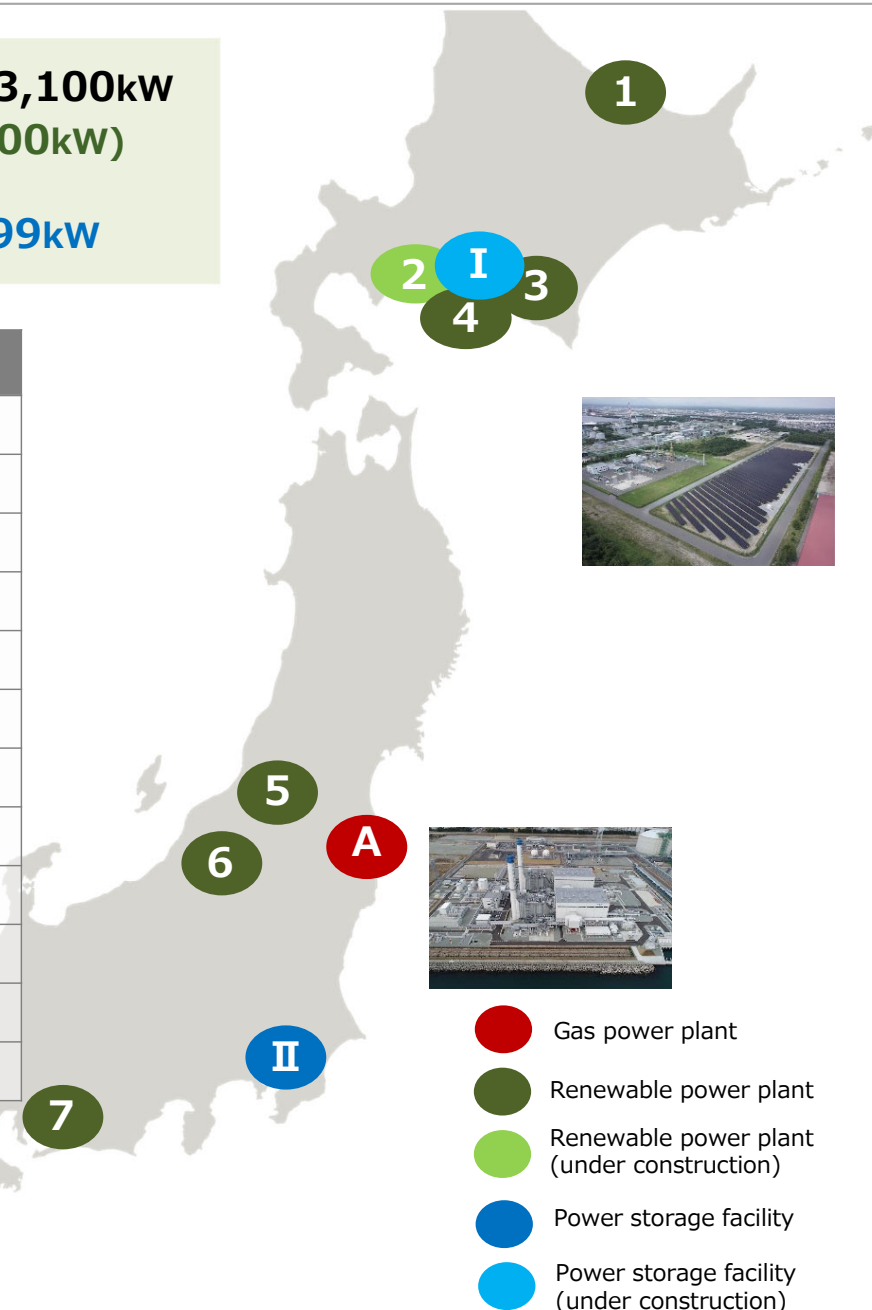 3,100kW
00kW)
99kW
1
2
I
3
4
5
6
A
II
7
Gas power plant
Renewable power plant
Renewable power plant
(under construction)
Power storage facility
Power storage facility
(under construction)